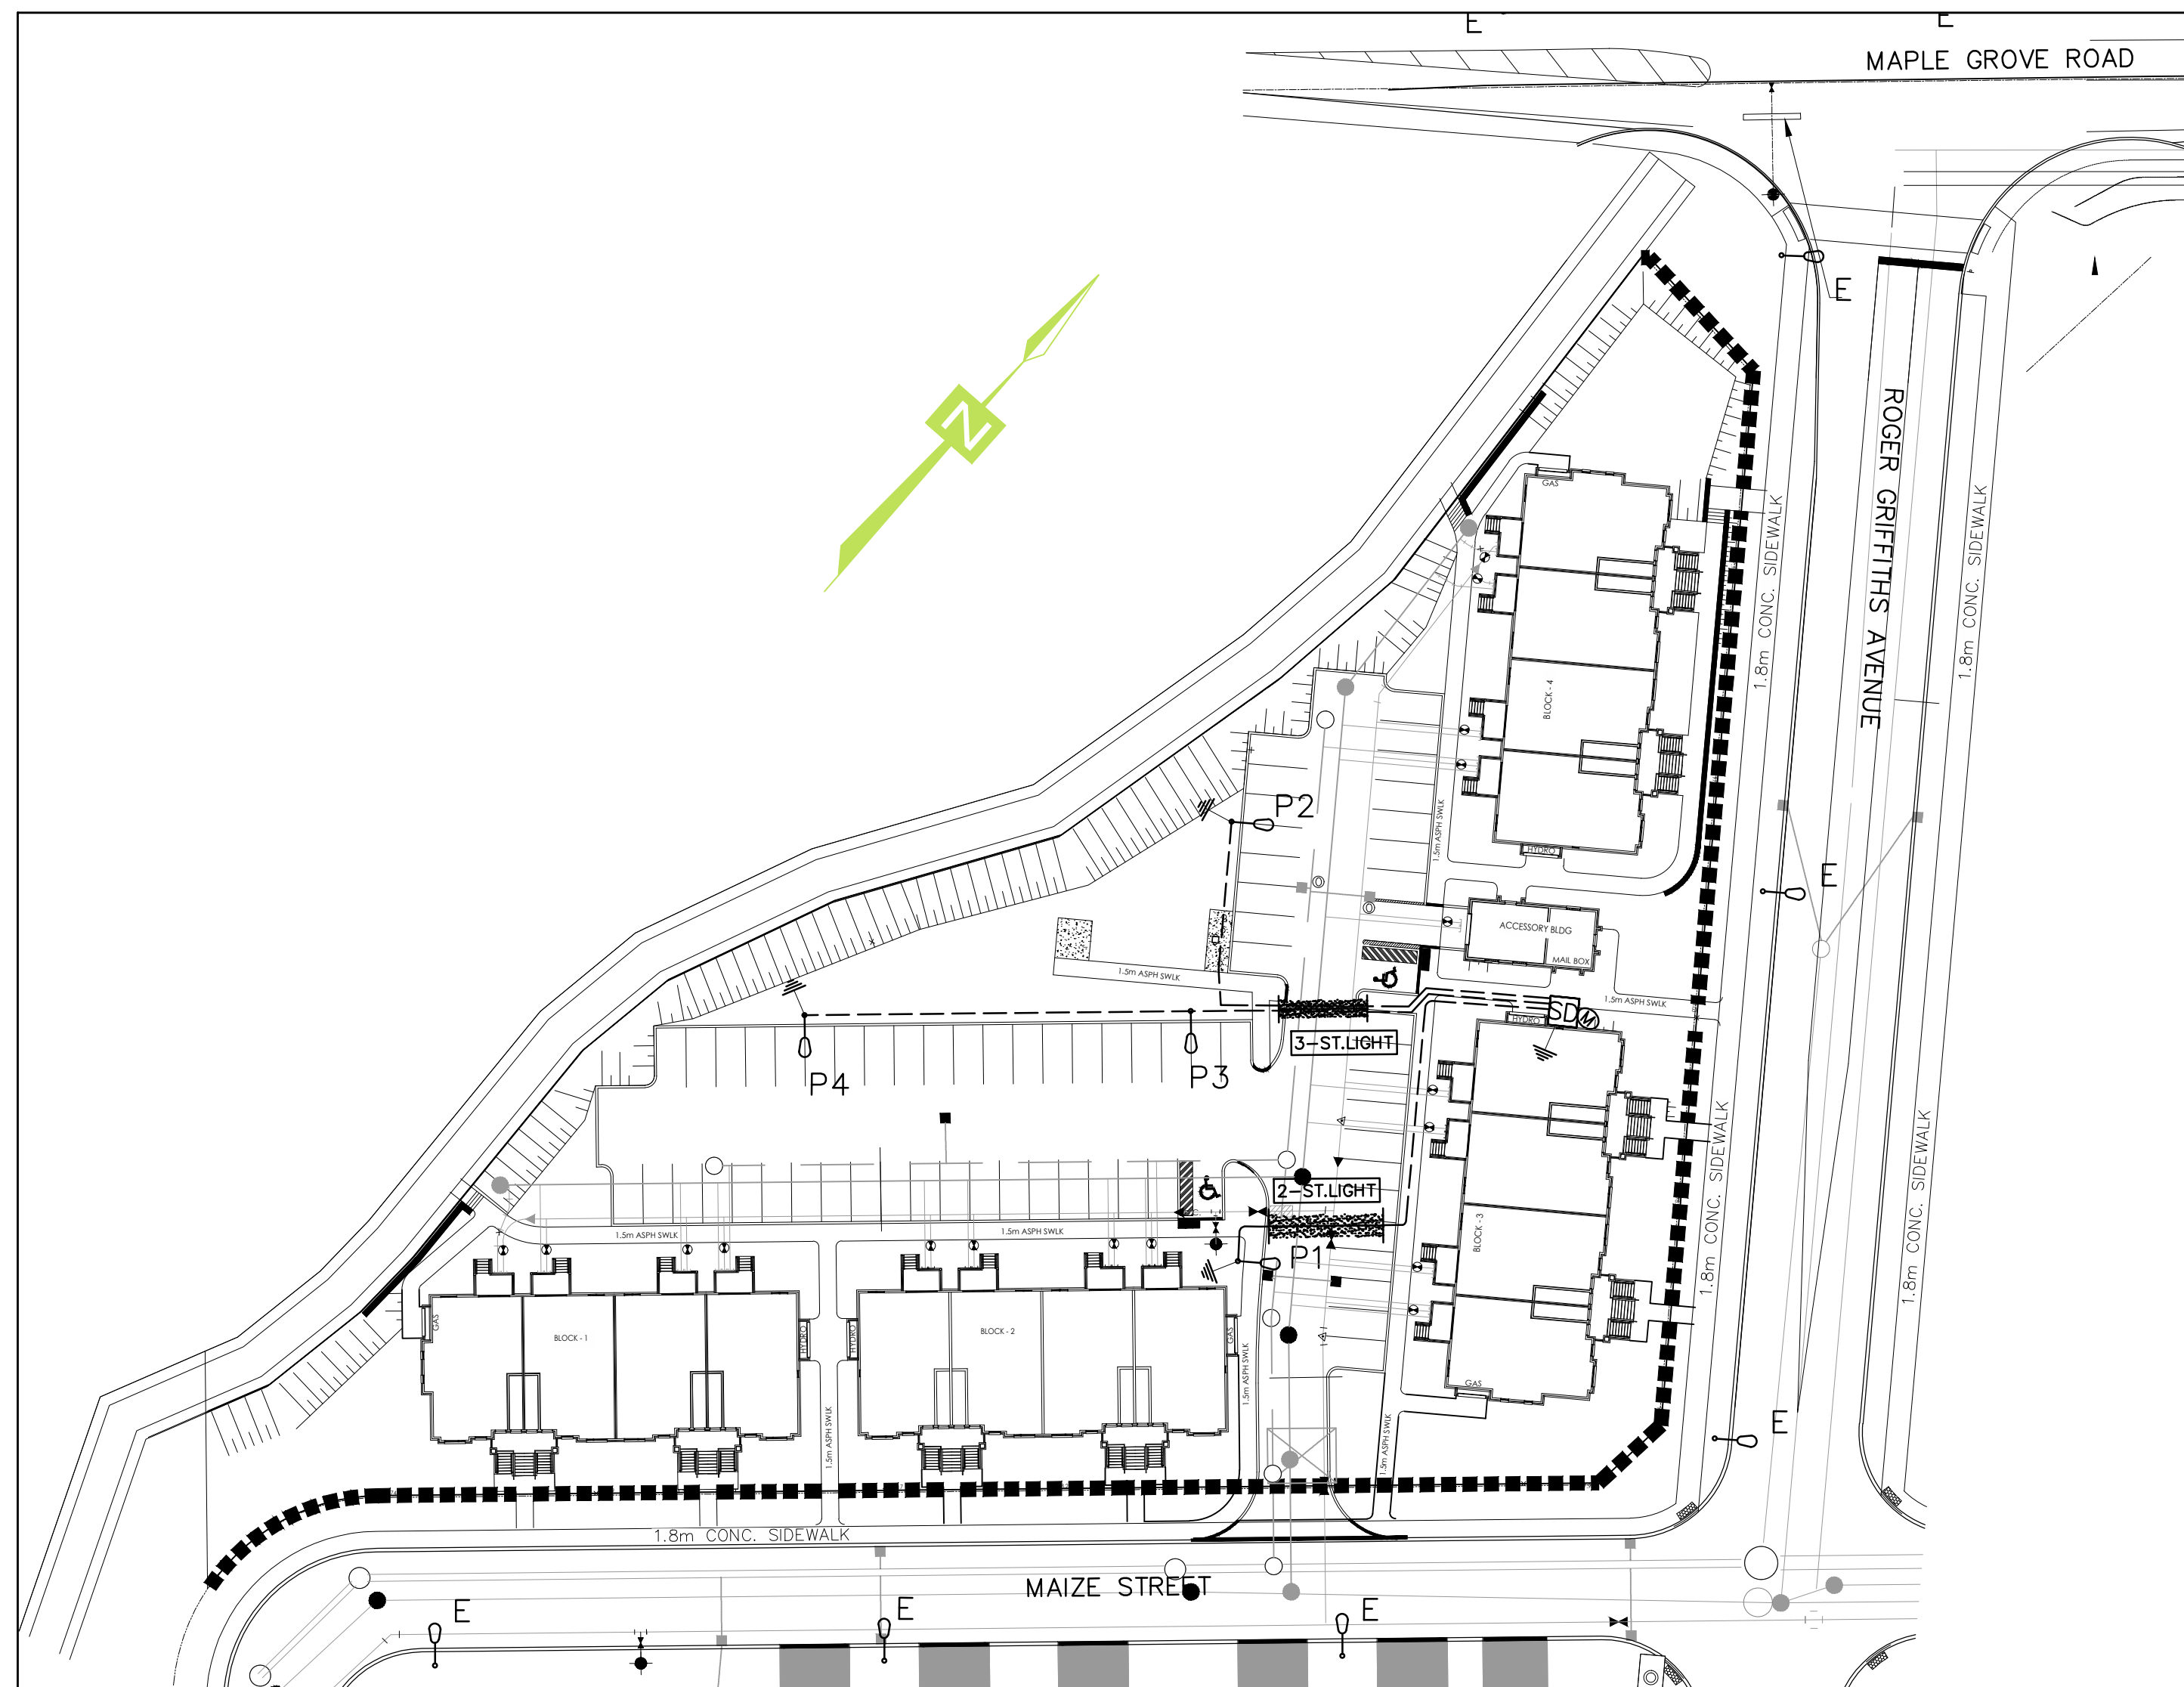 E
E
MAPLE GROVE ROAD
E
N
ROGER GRIFFITHS AVENUE
1.8m CONC. SIDEWALK
1.8m CONC. SIDEWALK
GAS
BLOCK - 4
1.5m ASPH SWLK
HYDRO
P2
E
ACCESSORY BLDG
MAIL BOX
1.5m ASPH SWLK
1.5m ASPH SWLK
SD
M
HYDRO
3-ST.LIGHT
P4
P3
2-ST.LIGHT
P1
1.5m ASPH SWLK
1.5m ASPH SWLK
BLOCK - 3
1.8m CONC. SIDEWALK
1.8m CONC. SIDEWALK
GAS
BLOCK - 1
HYDRO
HYDRO
BLOCK - 2
GAS
GAS
1.5m ASPH SWLK
1.5m ASPH SWLK
1.5m ASPH SWLK
E
1.8m CONC. SIDEWALK
MAIZE STREET
E
E
E